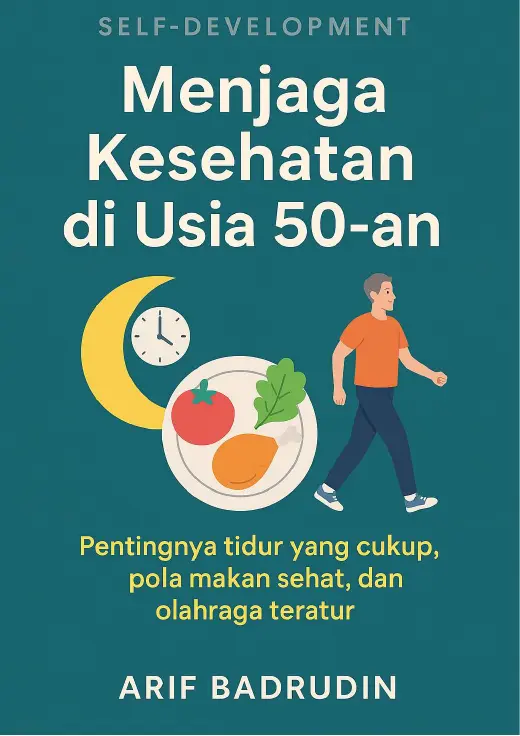 SELF-DEVELOPMENT
Menjaga
Kesehatan
di Usia 50-an
Pentingnya tidur yang cukup,
pola makan sehat, dan
olahraga teratur
ARIF BADRUDIN